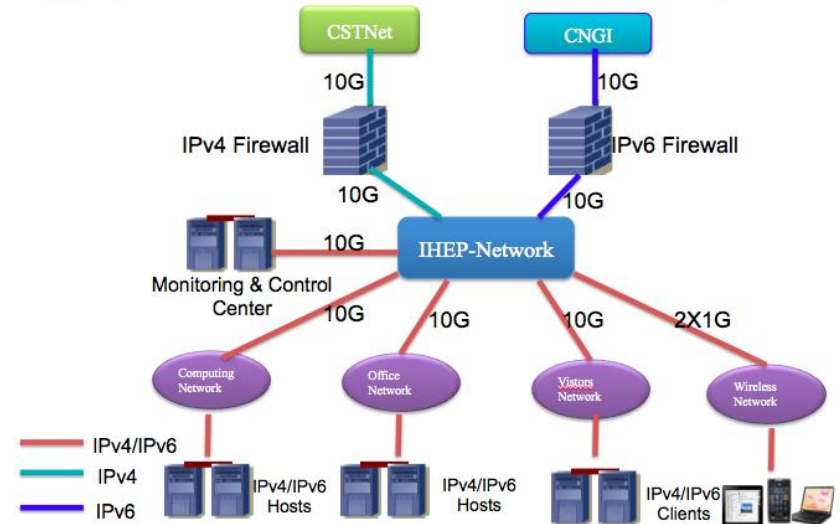 CSTNet
CNGI
10G
10G
IPv4 Firewall
IPv6 Firewall
10G
10G
10G
IHEP-Network
Monitoring & Control
Center
10G
10G
10G
2X1G
Computing
Network
Office
Network
Vistors
Network
Wireless
Network
IPv4/IPv6
IPv4
IPv6
IPv4/IPv6
Hosts
IPv4/IPv6
Hosts
IPv4/IPv6
Clients